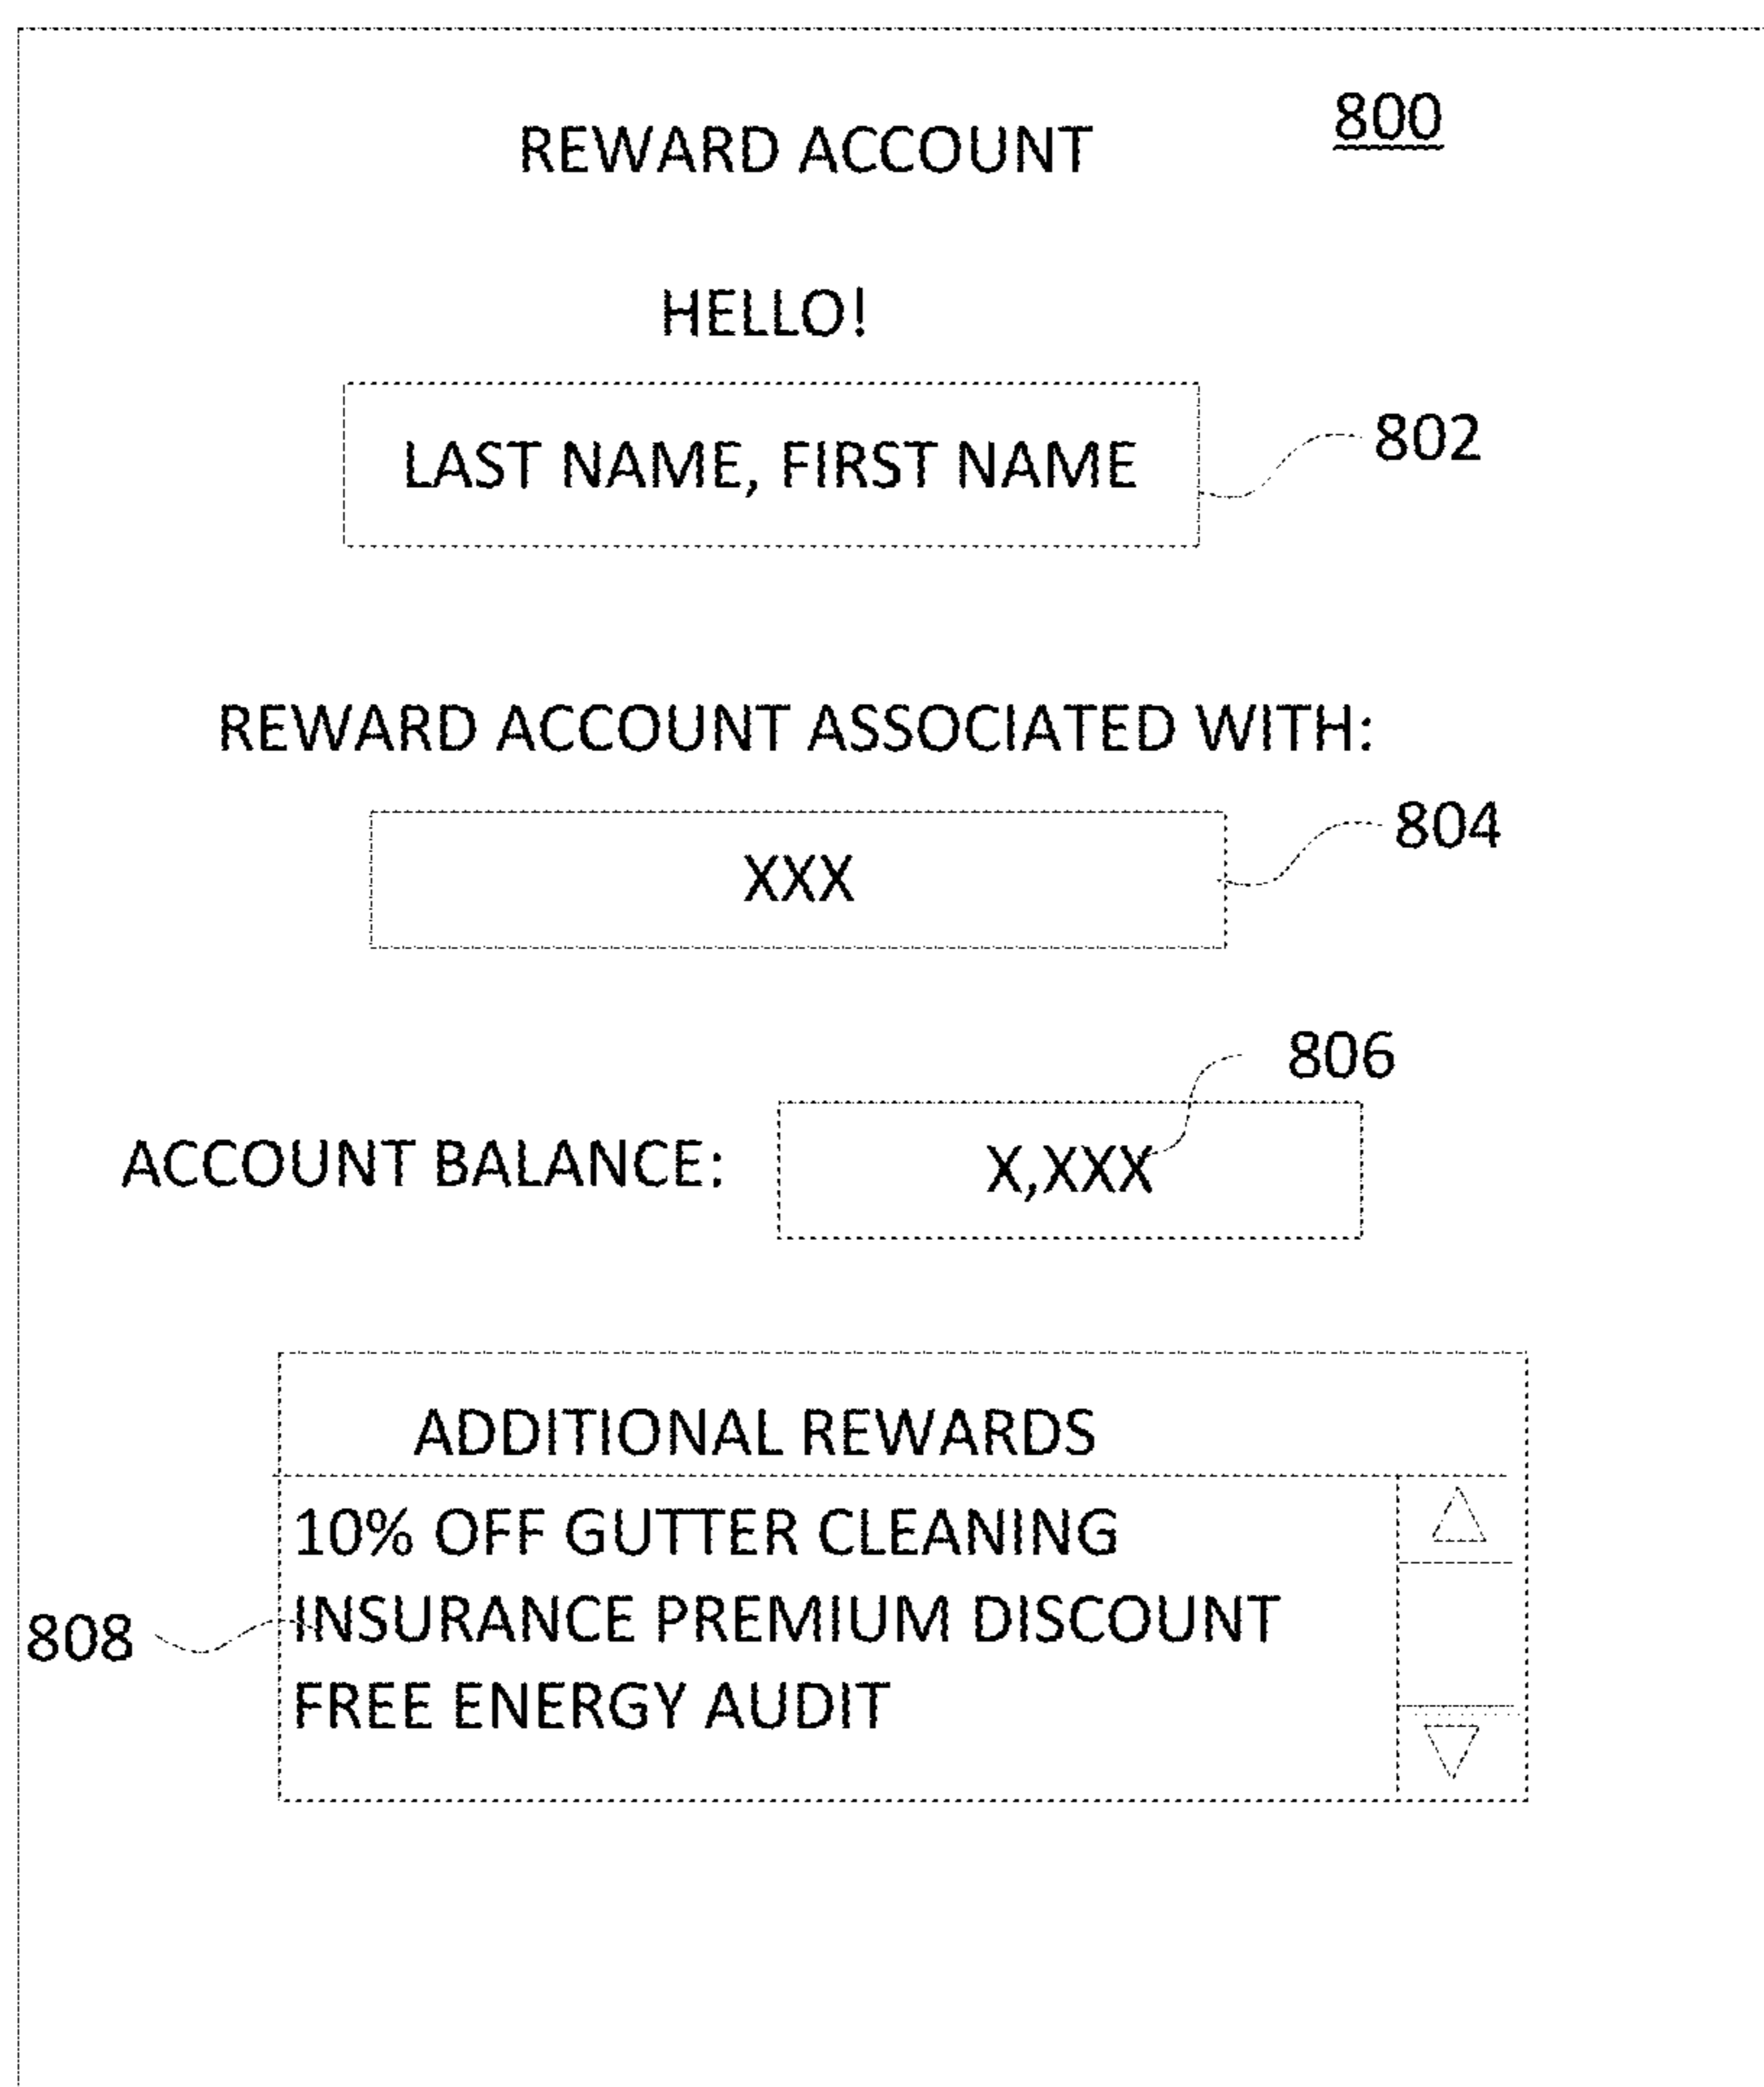 REWARD ACCOUNT 800
HELLO!
LAST NAME, FIRST NAME 802
REWARD ACCOUNT ASSOCIATED WITH:
XXX 804
806
ACCOUNT BALANCE: X,XXX
ADDITIONAL REWARDS
10% OFF GUTTER CLEANING
808 INSURANCE PREMIUM DISCOUNT
FREE ENERGY AUDIT